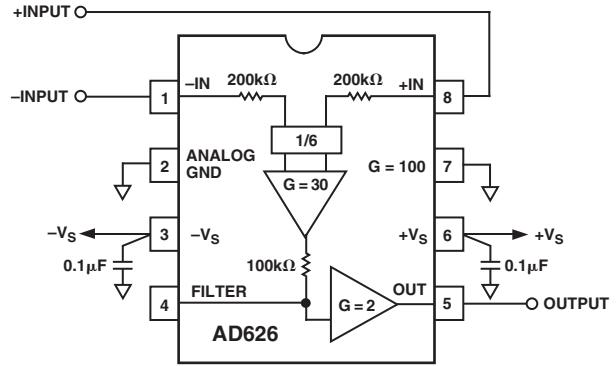 +INPUT
–INPUT
1
–IN
200kΩ
200kΩ
+IN
8
1/6
2
ANALOG
GND
G = 30
G = 100
7
–VS
3
–VS
+VS
6
+VS
0.1µF
100kΩ
0.1µF
4
FILTER
G = 2
OUT
5
OUTPUT
AD626